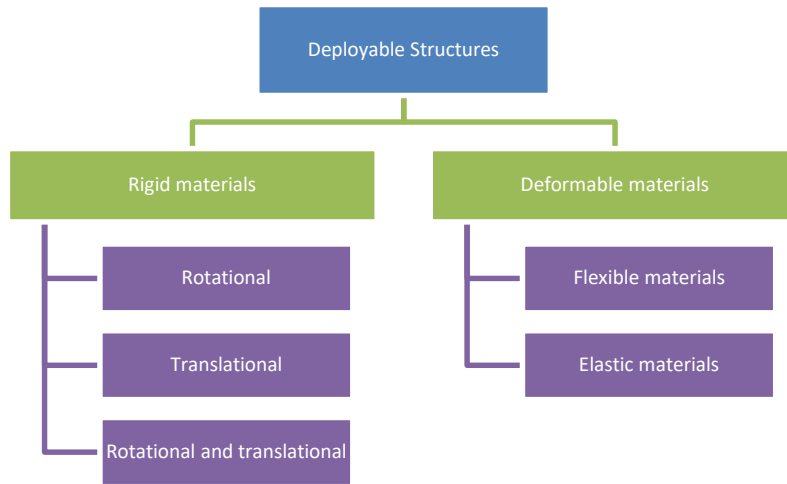 Deployable Structures
Rigid materials
Deformable materials
Rotational
Flexible materials
Translational
Elastic materials
Rotational and translational